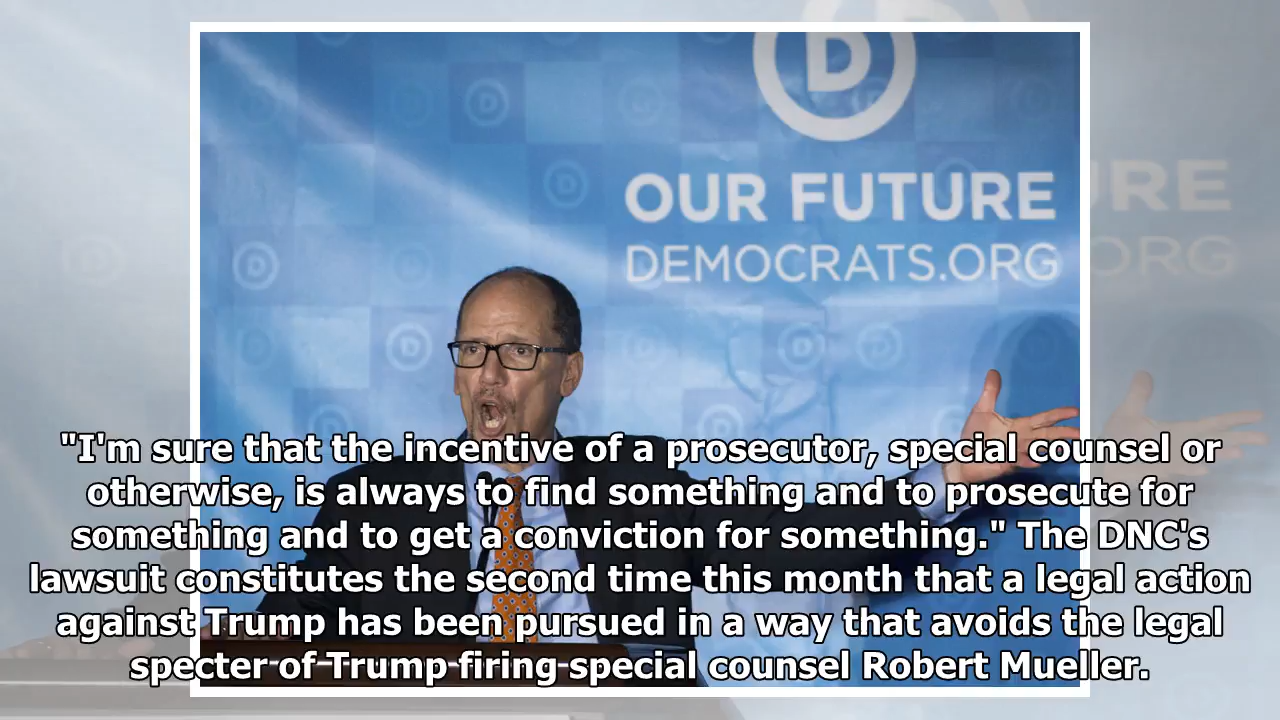 D
OUR FUTURE
DEMOCRATS.ORG
"I'm sure that the incentive of a prosecutor, special counsel or
otherwise, is always to find something and to prosecute for
something and to get a conviction for something." The DNC's
lawsuit constitutes the second time this month that a legal action
against Trump has been pursued in a way that avoids the legal
specter of Trump firing special counsel Robert Mueller.